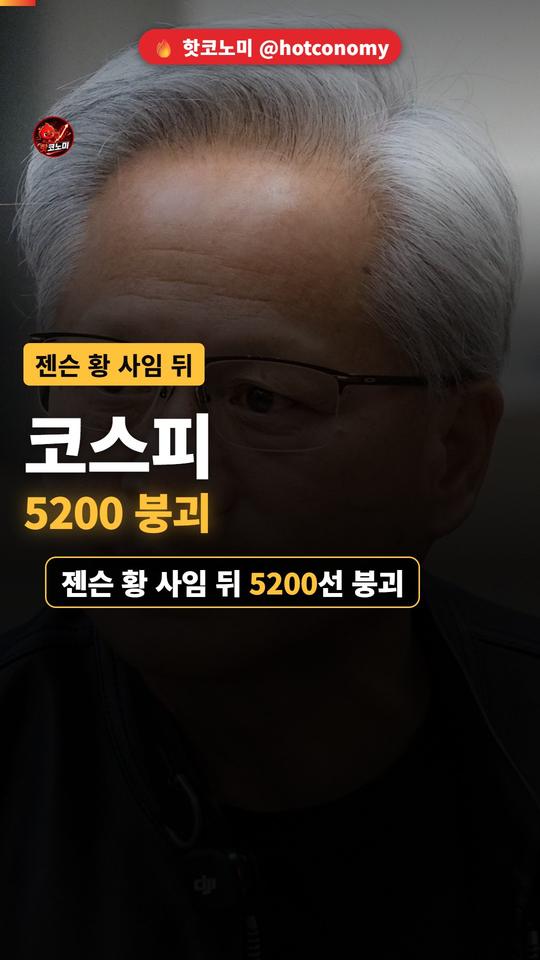 🔥 핫코노미 @hotconomy
핫코노미
젠슨 황 사임 뒤
코스피
5200 붕괴
젠슨 황 사임 뒤 5200선 붕괴
dji